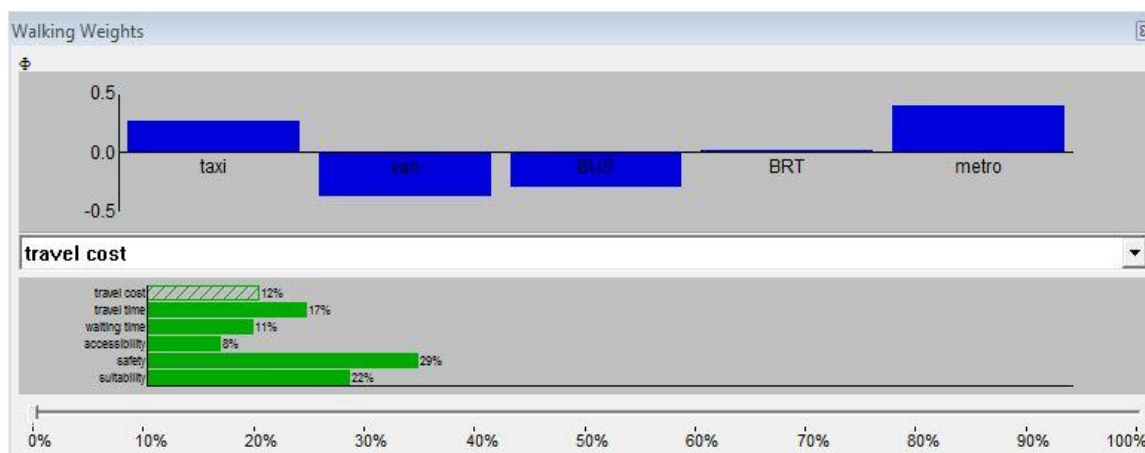 Walking Weights
Φ
0.5
0.0
taxi van BUS BRT metro
-0.5
travel cost
travel cost 12%
travel time 17%
waiting time 11%
accessibility 8%
safety 29%
suitability 22%
0% 10% 20% 30% 40% 50% 60% 70% 80% 90% 100%